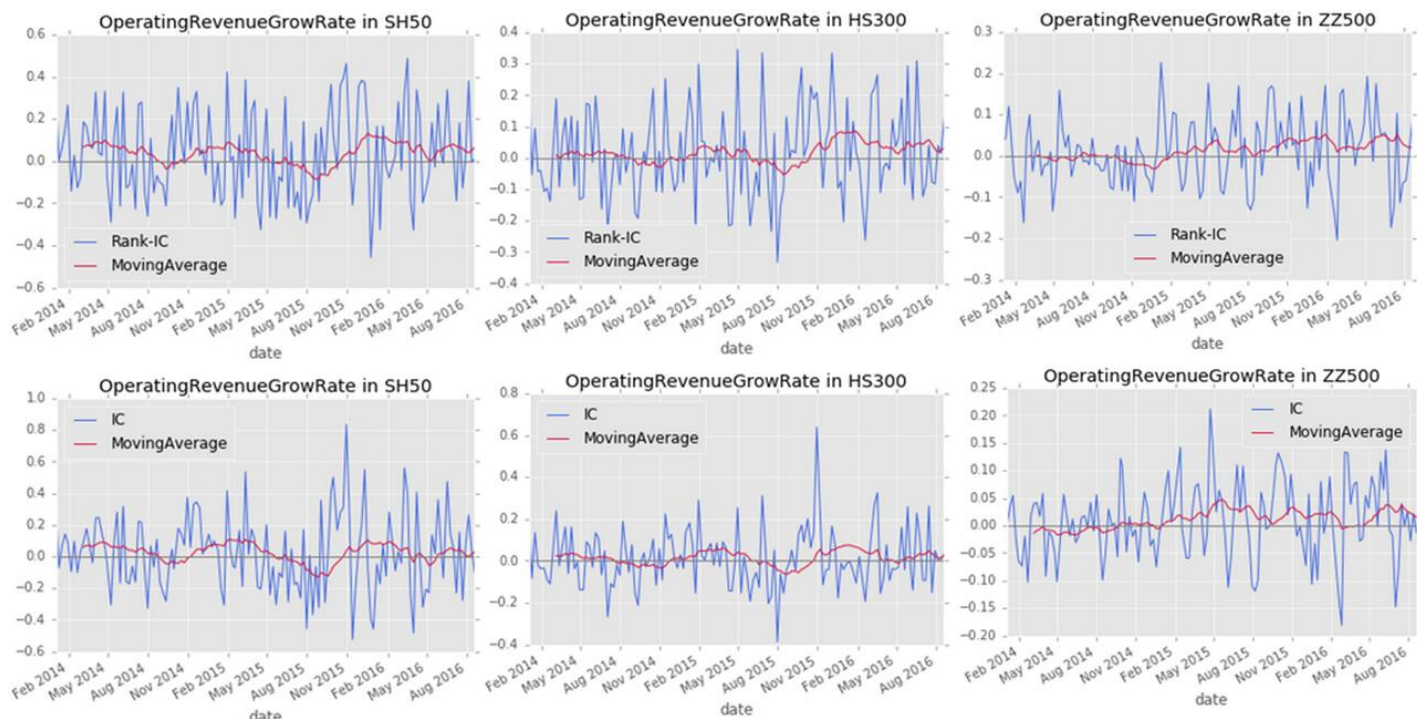 OperatingRevenueGrowRate in SH50
0.6
0.4
0.2
0.0
−0.2
−0.4
−0.6
Rank-IC
MovingAverage
Feb 2014
May 2014
Aug 2014
Nov 2014
Feb 2015
May 2015
Aug 2015
Nov 2015
Feb 2016
May 2016
Aug 2016
date
OperatingRevenueGrowRate in HS300
0.4
0.3
0.2
0.1
0.0
−0.1
−0.2
−0.3
−0.4
Rank-IC
MovingAverage
Feb 2014
May 2014
Aug 2014
Nov 2014
Feb 2015
May 2015
Aug 2015
Nov 2015
Feb 2016
May 2016
Aug 2016
date
OperatingRevenueGrowRate in ZZ500
0.3
0.2
0.1
0.0
−0.1
−0.2
−0.3
Rank-IC
MovingAverage
Feb 2014
May 2014
Aug 2014
Nov 2014
Feb 2015
May 2015
Aug 2015
Nov 2015
Feb 2016
May 2016
Aug 2016
date
OperatingRevenueGrowRate in SH50
1.0
0.8
0.6
0.4
0.2
0.0
−0.2
−0.4
−0.6
IC
MovingAverage
Feb 2014
May 2014
Aug 2014
Nov 2014
Feb 2015
May 2015
Aug 2015
Nov 2015
Feb 2016
May 2016
Aug 2016
date
OperatingRevenueGrowRate in HS300
0.8
0.6
0.4
0.2
0.0
−0.2
−0.4
IC
MovingAverage
Feb 2014
May 2014
Aug 2014
Nov 2014
Feb 2015
May 2015
Aug 2015
Nov 2015
Feb 2016
May 2016
Aug 2016
date
OperatingRevenueGrowRate in ZZ500
0.25
0.20
0.15
0.10
0.05
0.00
−0.05
−0.10
−0.15
−0.20
IC
MovingAverage
Feb 2014
May 2014
Aug 2014
Nov 2014
Feb 2015
May 2015
Aug 2015
Nov 2015
Feb 2016
May 2016
Aug 2016
date